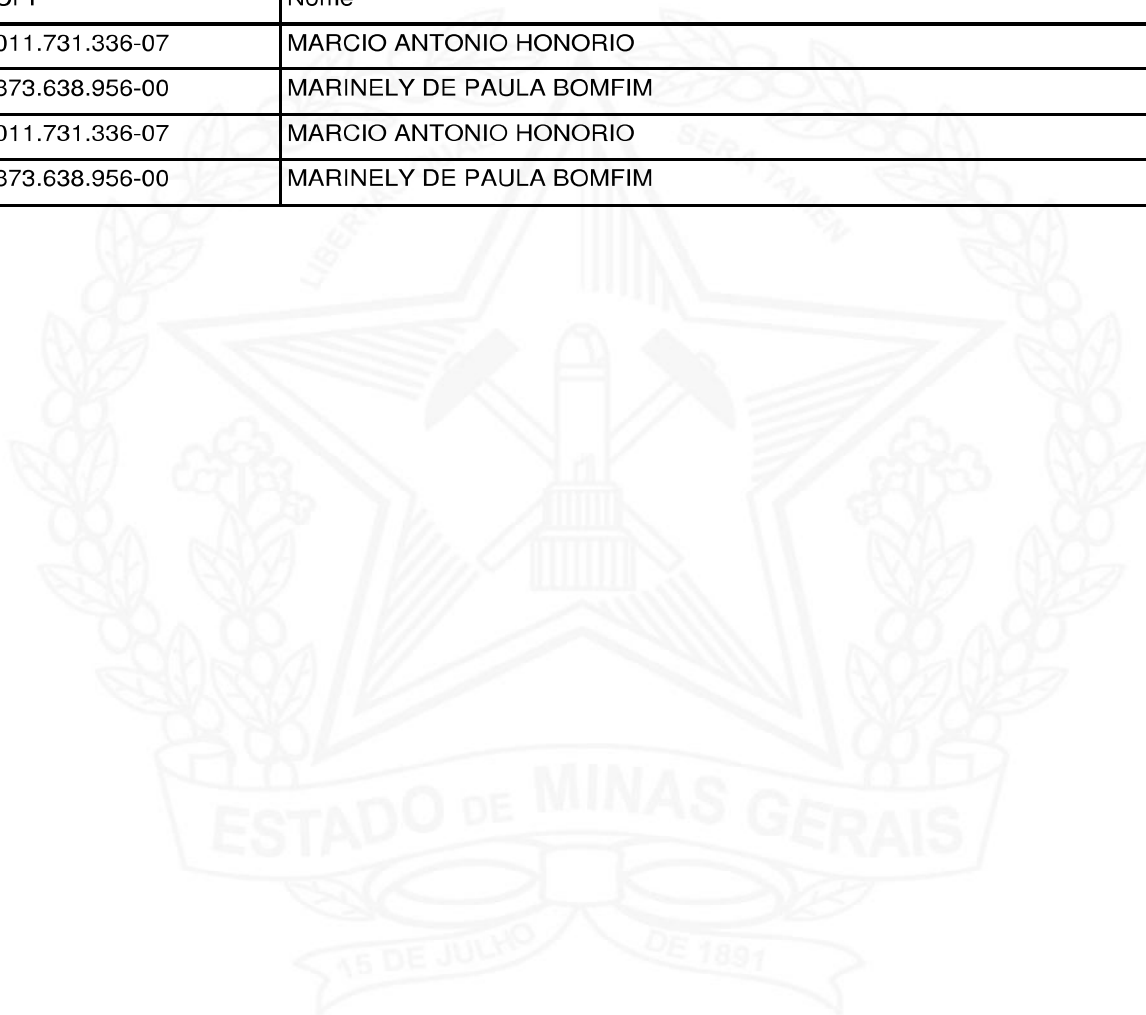 Nome
011.731.336-07 MARCIO ANTONIO HONORIO
873.638.956-00 MARINELY DE PAULA BOMFIM
011.731.336-07 MARCIO ANTONIO HONORIO
873.638.956-00 MARINELY DE PAULA BOMFIM
SERÁ TAMEN
ESTADO DE MINAS GERAIS
15 DE JULHO DE 1891